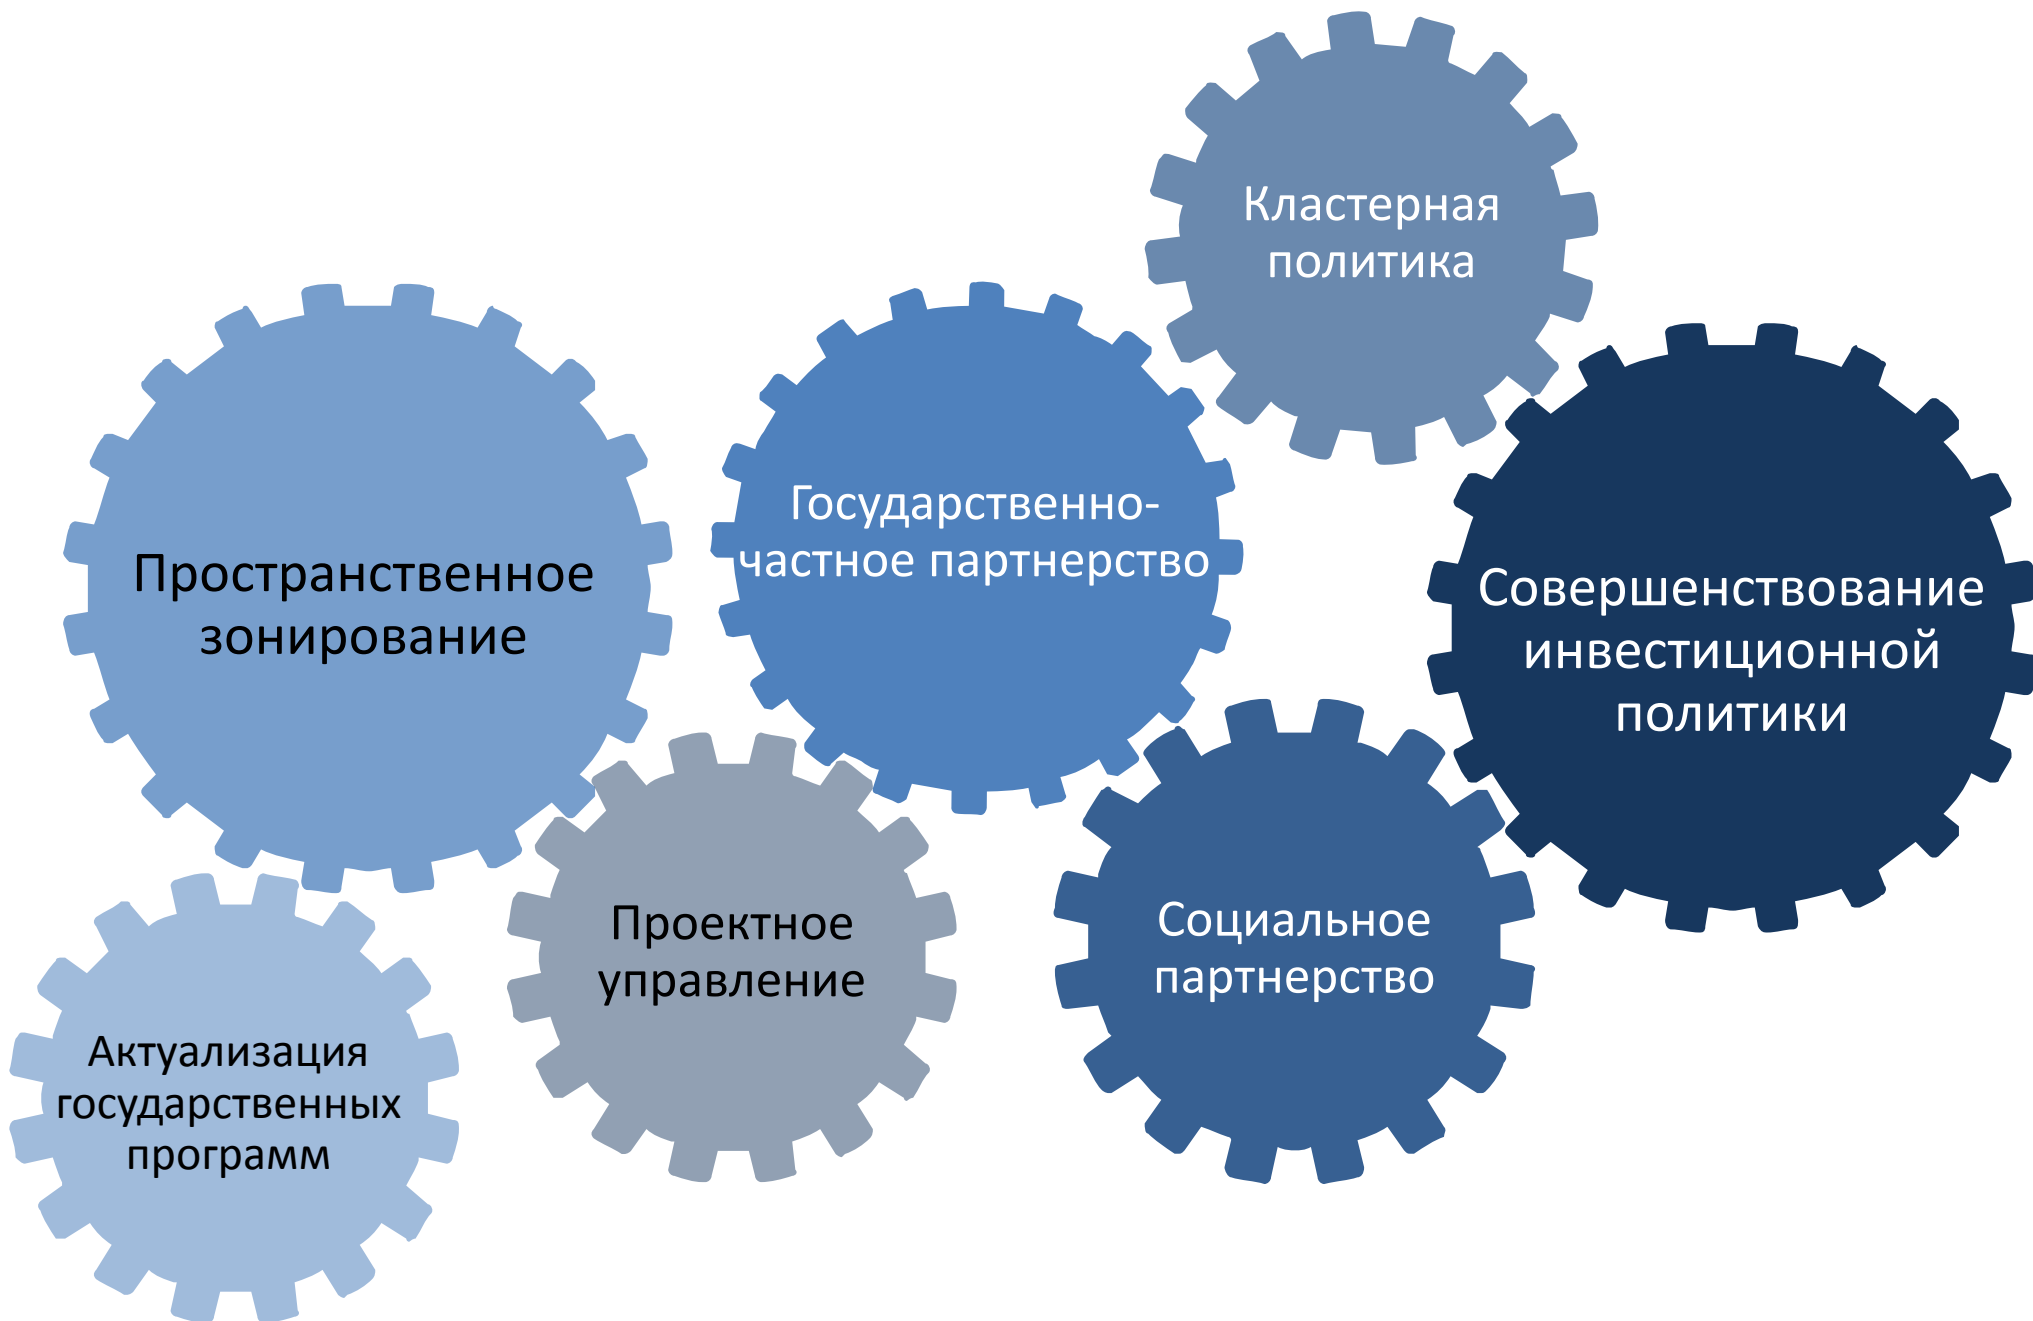 Кластерная
политика
Государственно-
частное партнерство
Пространственное
зонирование
Совершенствование
инвестиционной
политики
Проектное
управление
Социальное
партнерство
Актуализация
государственных
программ